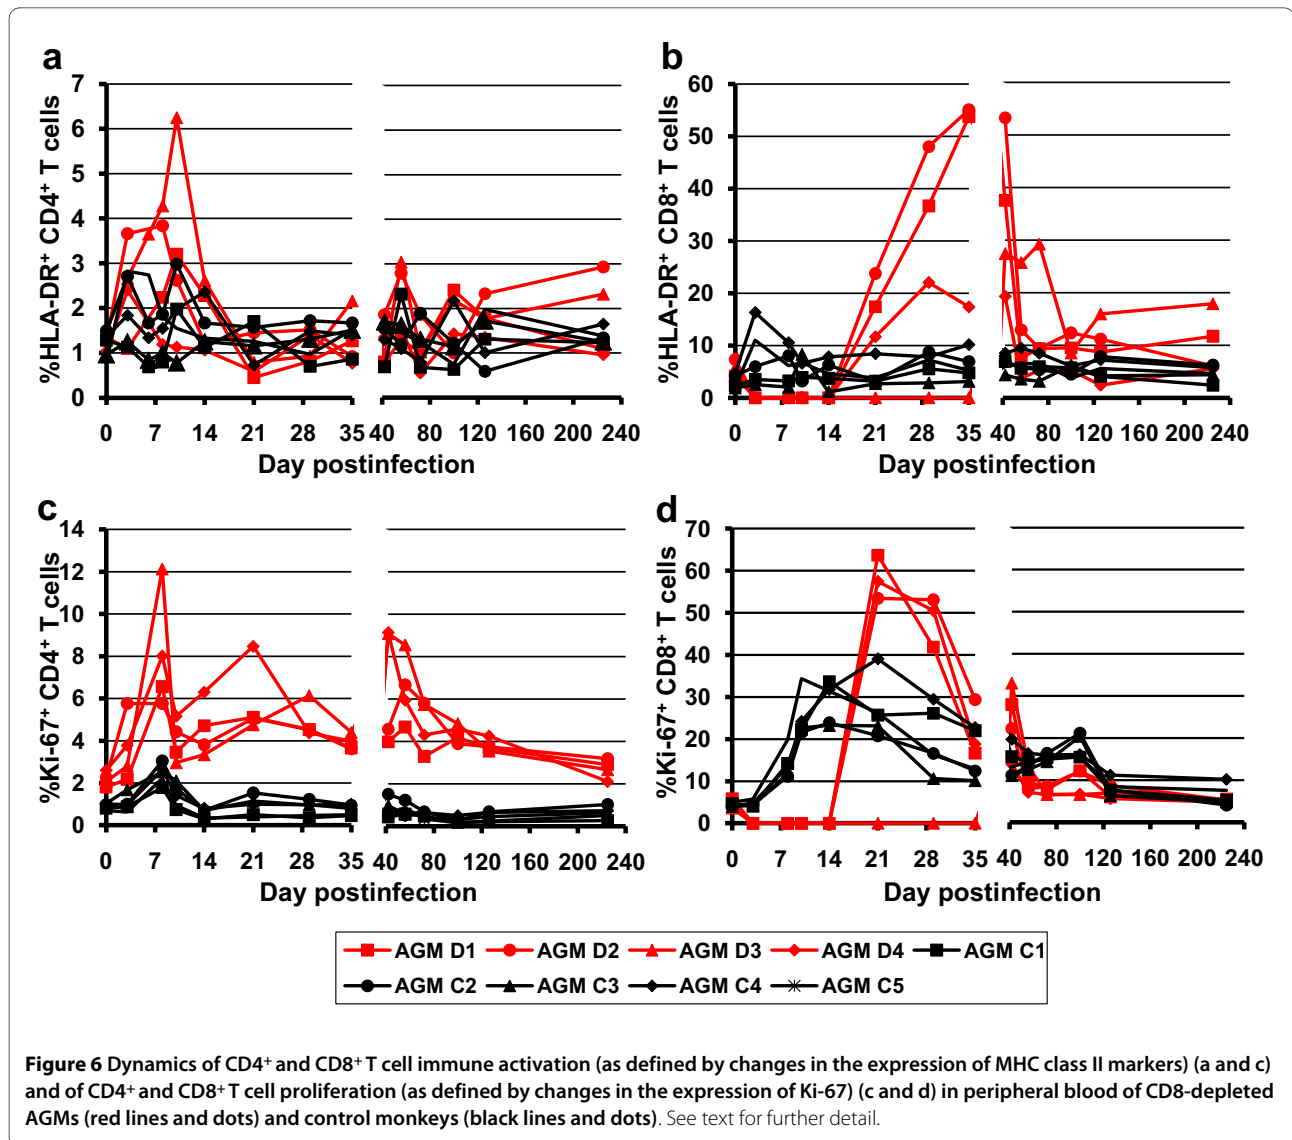 a
b
7
6
5
4
3
2
1
0
%HLA-DR⁺ CD4⁺ T cells
0 7 14 21 28 35 40 80 120 160 200 240
Day postinfection
60
50
40
30
20
10
0
%HLA-DR⁺ CD8⁺ T cells
0 7 14 21 28 35 40 80 120 160 200 240
Day postinfection
c
d
14
12
10
8
6
4
2
0
%Ki-67⁺ CD4⁺ T cells
0 7 14 21 28 35 40 80 120 160 200 240
Day postinfection
70
60
50
40
30
20
10
0
%Ki-67⁺ CD8⁺ T cells
0 7 14 21 28 35 40 80 120 160 200 240
Day postinfection
AGM D1 AGM D2 AGM D3 AGM D4 AGM C1
AGM C2 AGM C3 AGM C4 AGM C5
Figure 6 Dynamics of CD4⁺ and CD8⁺ T cell immune activation (as defined by changes in the expression of MHC class II markers) (a and c)
and of CD4⁺ and CD8⁺ T cell proliferation (as defined by changes in the expression of Ki-67) (c and d) in peripheral blood of CD8-depleted
AGMs (red lines and dots) and control monkeys (black lines and dots). See text for further detail.